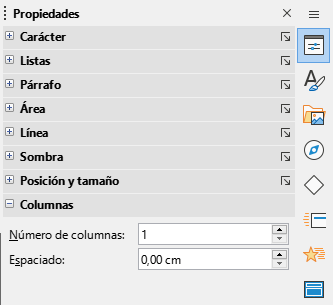 Propiedades
Carácter
Listas
Párrafo
Área
Línea
Sombra
Posición y tamaño
Columnas
Número de columnas: 1
Espaciado: 0,00 cm